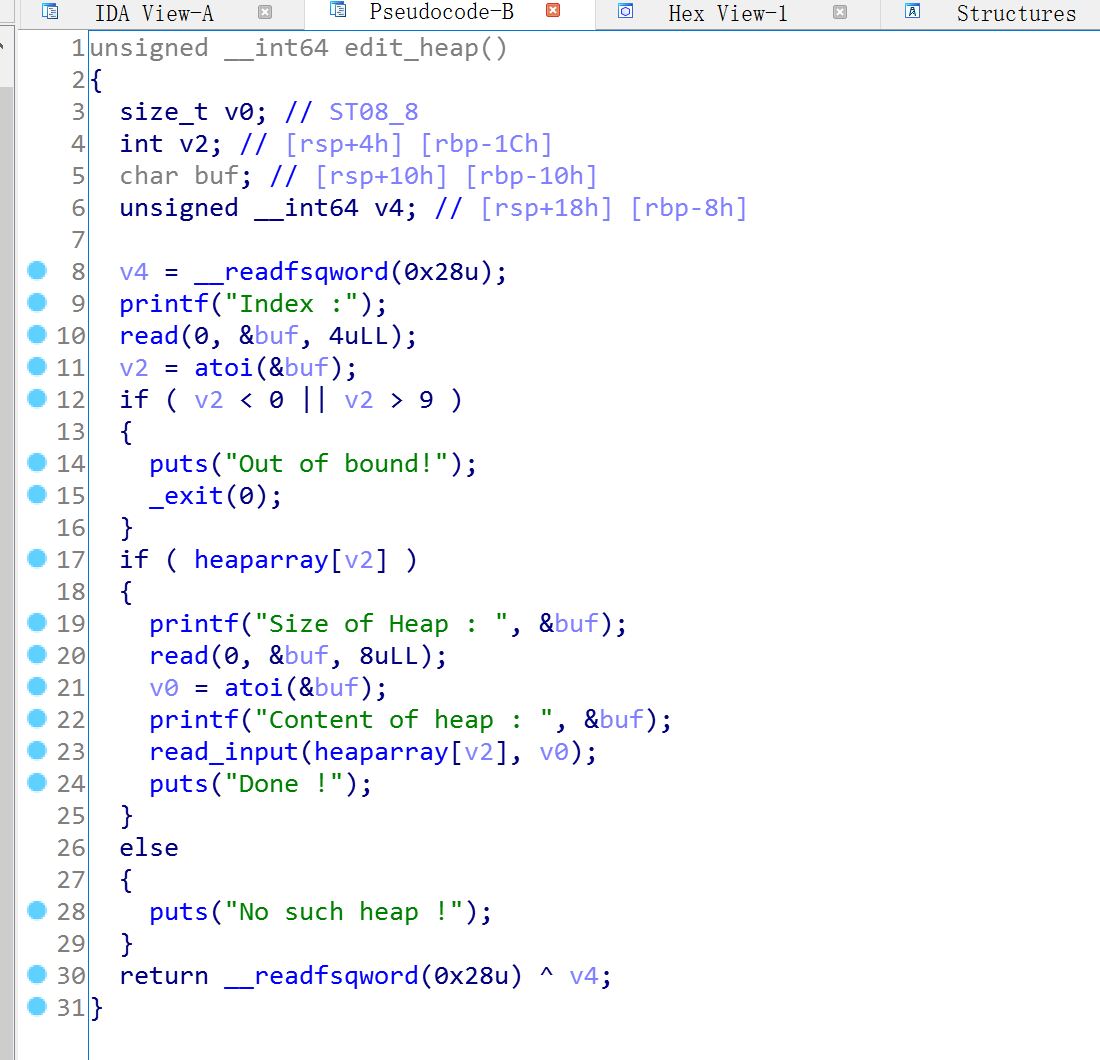 IDA View-A Pseudocode-B Hex View-1 Structures
1 unsigned __int64 edit_heap()
2 {
3 size_t v0; // ST08_8
4 int v2; // [rsp+4h] [rbp-1Ch]
5 char buf; // [rsp+10h] [rbp-10h]
6 unsigned __int64 v4; // [rsp+18h] [rbp-8h]
7
8 v4 = __readfsqword(0x28u);
9 printf("Index :");
10 read(0, &buf, 4uLL);
11 v2 = atoi(&buf);
12 if ( v2 < 0 || v2 > 9 )
13 {
14 puts("Out of bound!");
15 _exit(0);
16 }
17 if ( heaparray[v2] )
18 {
19 printf("Size of Heap : ", &buf);
20 read(0, &buf, 8uLL);
21 v0 = atoi(&buf);
22 printf("Content of heap : ", &buf);
23 read_input(heaparray[v2], v0);
24 puts("Done !");
25 }
26 else
27 {
28 puts("No such heap !");
29 }
30 return __readfsqword(0x28u) ^ v4;
31 }